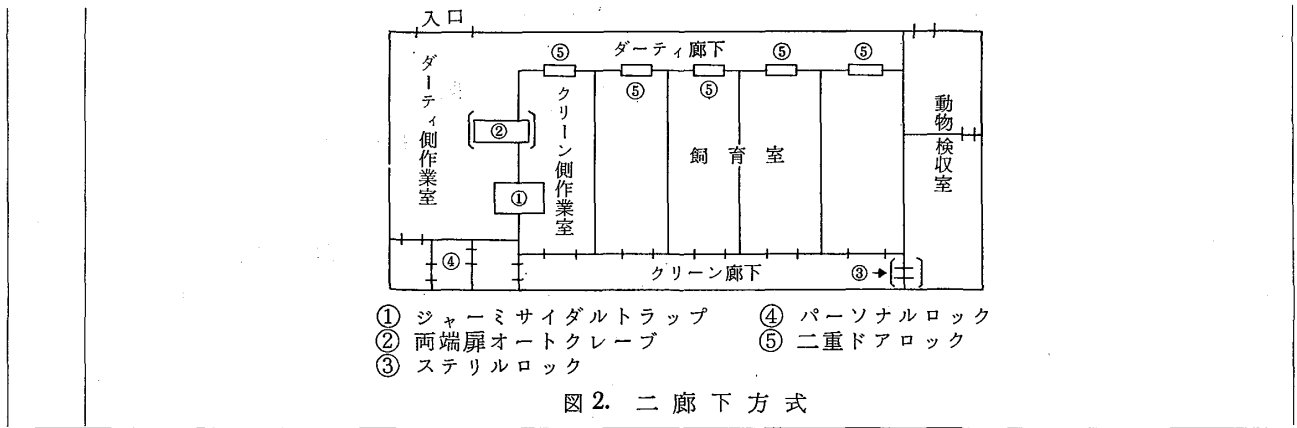 入口
ダーティ廊下
⑤
⑤
⑤
⑤
⑤
ダーティ側作業室
②
①
クリーン側作業室
飼育室
動物検収室
④
クリーン廊下
③→
① ジャーミサイダルトラップ
② 両端扉オートクレーブ
③ ステリルロック
④ パーソナルロック
⑤ 二重ドアロック
図2. 二廊下方式